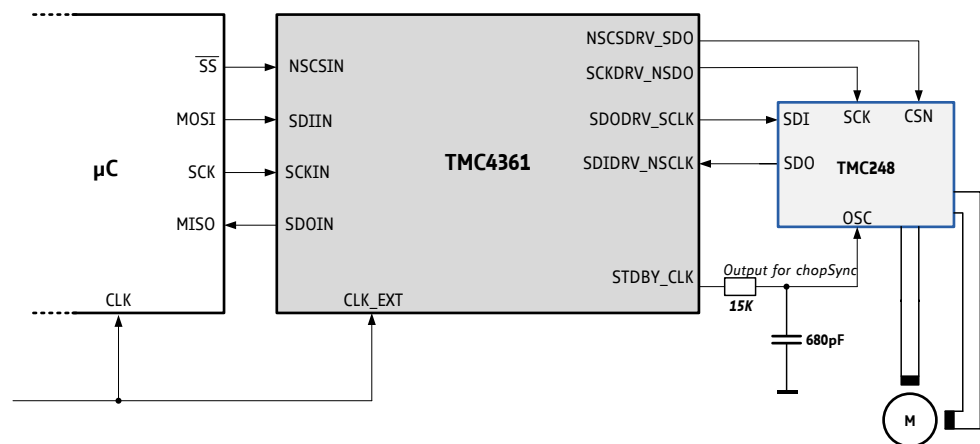 NSCSDRV_SDO
SS NSCSIN
SCKDRV_NSDO
MOSI SDIIN
SDODRV_SCLK SDI SCK CSN
µC
TMC4361
SCK SCKIN
SDIDRV_NSCLK SDO TMC248
MISO SDOIN
OSC
STDBY_CLK Output for chopSync
CLK CLK_EXT
15K
680pF
M